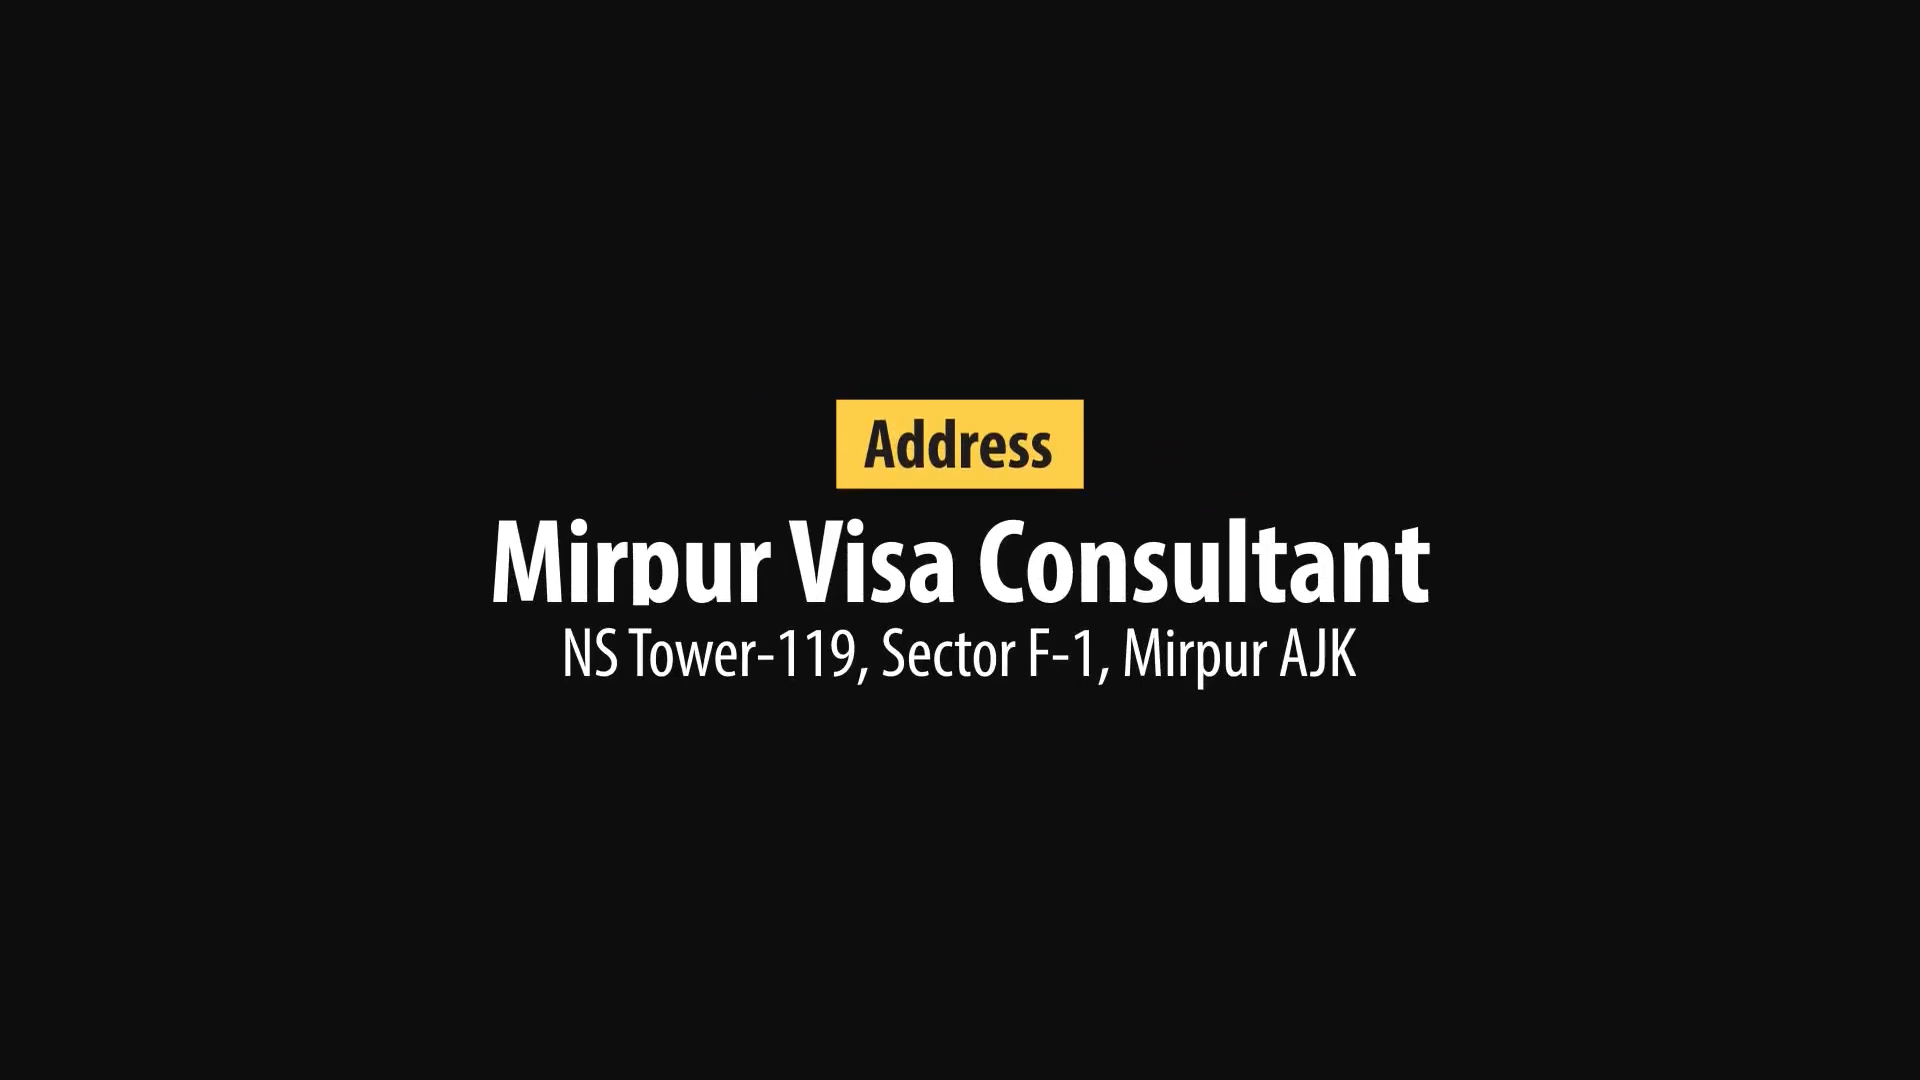 Address
Mirpur Visa Consultant
NS Tower-119, Sector F-1, Mirpur AJK